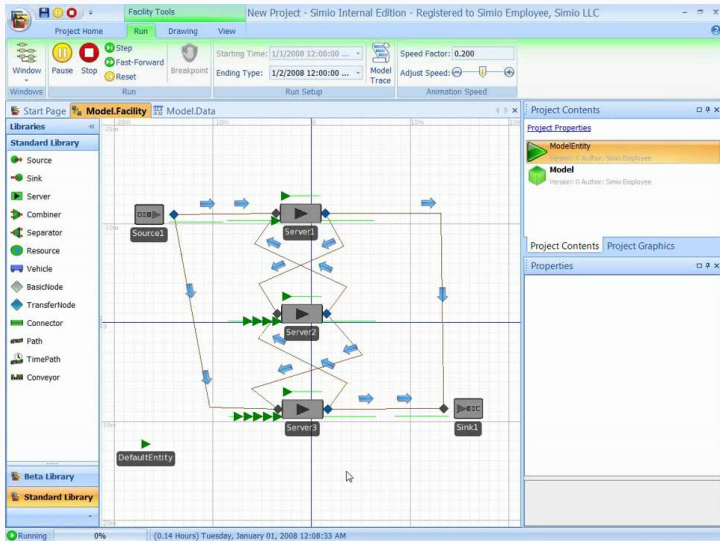 Facility Tools
New Project - Simio Internal Edition - Registered to Simio Employee, Simio LLC
Project Home Run Drawing View
Window
Pause
Stop
Step
Fast-Forward
Reset
Breakpoint
Starting Time: 1/1/2008 12:00:00 ...
Ending Type: 1/2/2008 12:00:00 ...
Model
Trace
Speed Factor: 0.200
Adjust Speed:
Windows Run Run Setup Animation Speed
Start Page Model.Facility Model.Data
Libraries
Standard Library
Source
Sink
Server
Combiner
Separator
Resource
Vehicle
BasicNode
TransferNode
Connector
Path
TimePath
Conveyor
Beta Library
Standard Library
Source1
Server1
Server2
Server3
Sink1
DefaultEntity
Project Contents
Project Properties
ModelEntity
Version: 0 Author: Simio Employee
Model
Version: 0 Author: Simio Employee
Project Contents Project Graphics
Properties
Running 0% (0.14 Hours) Tuesday, January 01, 2008 12:08:33 AM